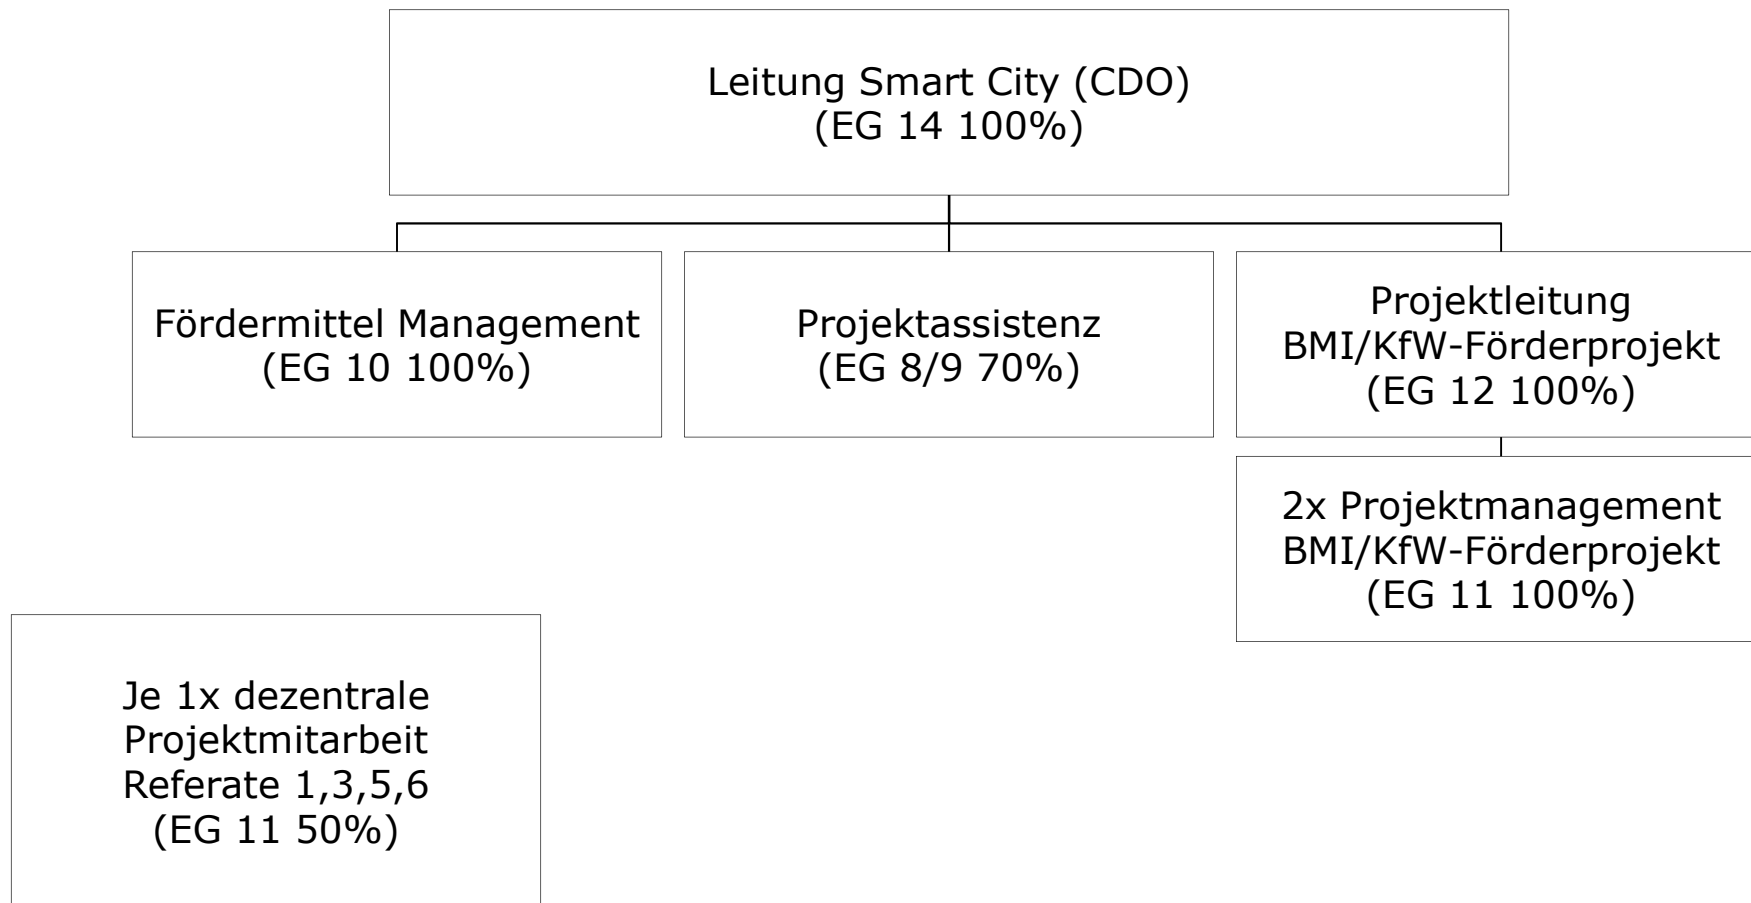 Leitung Smart City (CDO)
(EG 14 100%)
Fördermittel Management
(EG 10 100%)
Projektassistenz
(EG 8/9 70%)
Projektleitung
BMI/KfW-Förderprojekt
(EG 12 100%)
2x Projektmanagement
BMI/KfW-Förderprojekt
(EG 11 100%)
Je 1x dezentrale
Projektmitarbeit
Referate 1,3,5,6
(EG 11 50%)